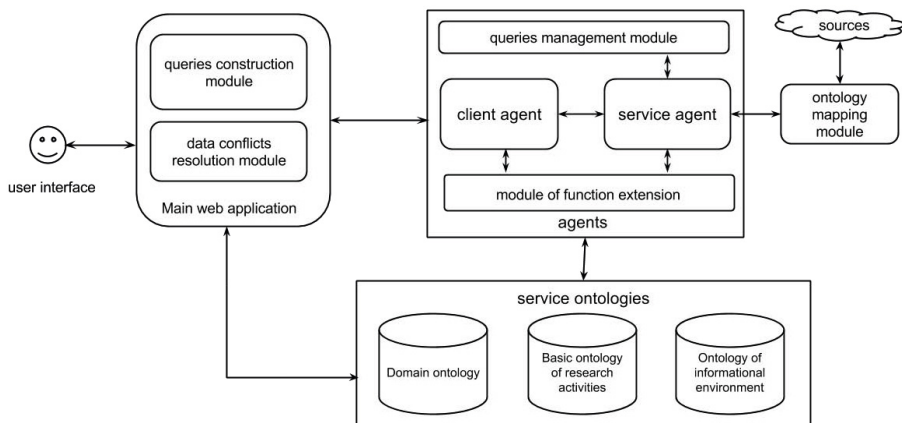 queries construction
module
data conflicts
resolution module
Main web application
user interface
queries management module
client agent
service agent
module of function extension
agents
sources
ontology
mapping
module
service ontologies
Domain ontology
Basic ontology
of research
activities
Ontology of
informational
environment